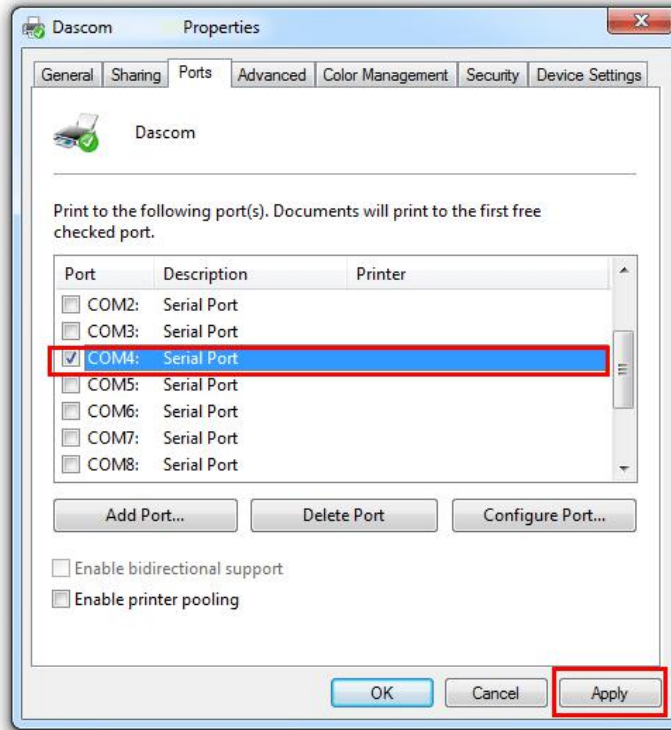 Dascom Properties
General Sharing Ports Advanced Color Management Security Device Settings
Dascom
Print to the following port(s). Documents will print to the first free
checked port.
Port Description Printer
COM2: Serial Port
COM3: Serial Port
COM4: Serial Port
COM5: Serial Port
COM6: Serial Port
COM7: Serial Port
COM8: Serial Port
Add Port... Delete Port Configure Port...
Enable bidirectional support
Enable printer pooling
OK Cancel Apply